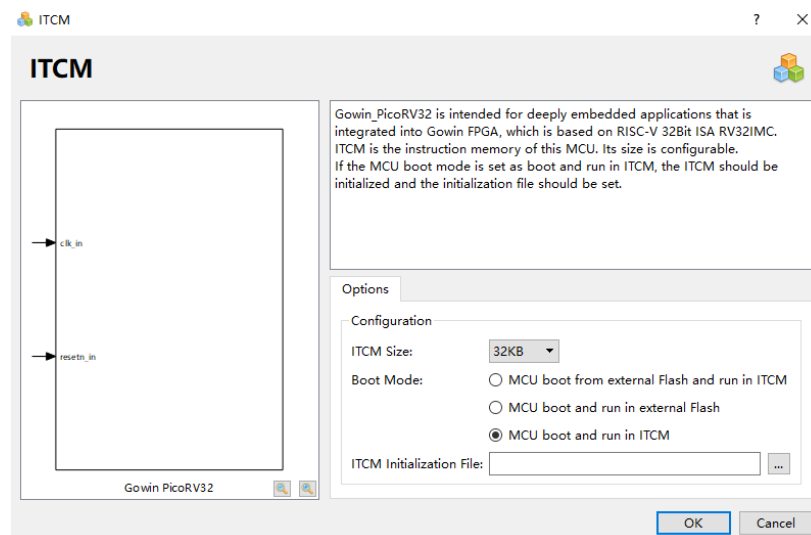 ITCM
?
ITCM
Gowin_PicoRV32 is intended for deeply embedded applications that is
integrated into Gowin FPGA, which is based on RISC-V 32Bit ISA RV32IMC.
ITCM is the instruction memory of this MCU. Its size is configurable.
If the MCU boot mode is set as boot and run in ITCM, the ITCM should be
initialized and the initialization file should be set.
clk_in
resetn_in
Gowin PicoRV32
Options
Configuration
ITCM Size:
32KB
Boot Mode:
MCU boot from external Flash and run in ITCM
MCU boot and run in external Flash
MCU boot and run in ITCM
ITCM Initialization File:
...
OK
Cancel